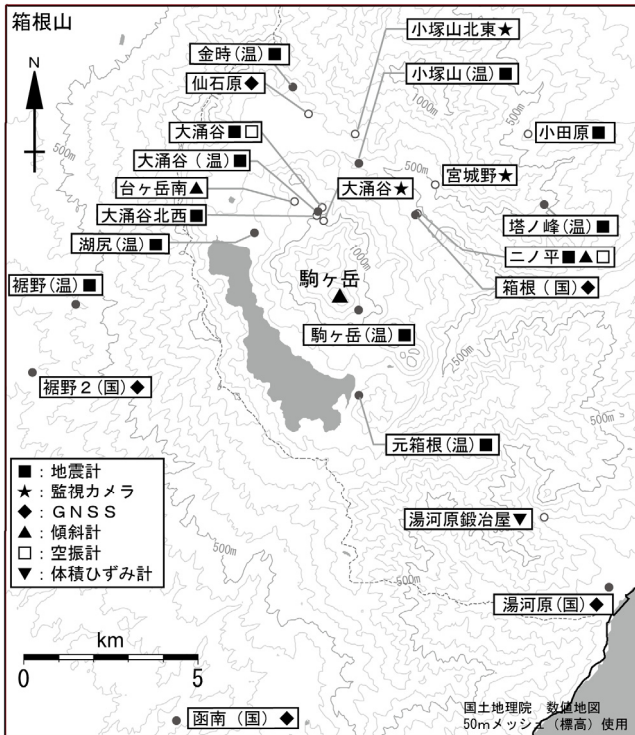 箱根山
N
小塚山北東★
金時(温)■
小塚山(温)■
仙石原◆
1000m
500m
大涌谷■□
小田原■
500m
大涌谷(温)■
500m
宮城野★
台ヶ岳南▲
大涌谷★
大涌谷北西■
塔ノ峰(温)■
湖尻(温)■
二ノ平■▲□
1000m
駒ヶ岳
箱根(国)◆
裾野(温)■
駒ヶ岳(温)■
500m
裾野2(国)◆
500m
元箱根(温)■
■:地震計
★:監視カメラ
◆:GNSS
▲:傾斜計
□:空振計
▼:体積ひずみ計
湯河原鍛冶屋▼
500m
500m
湯河原(国)◆
km
0 5
函南(国)◆
国土地理院 数値地図
50mメッシュ(標高)使用